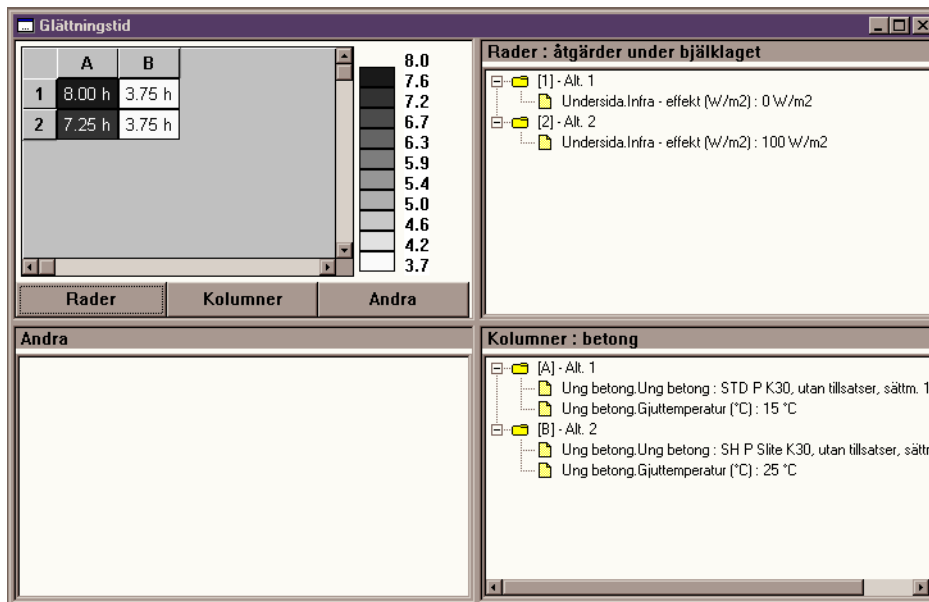 Glättningstid
A B
1 8.00 h 3.75 h
2 7.25 h 3.75 h
8.0
7.6
7.2
6.7
6.3
5.9
5.4
5.0
4.6
4.2
3.7
Rader Kolumner Andra
Rader : åtgärder under bjälklaget
[1] - Alt. 1
Undersida.Infra - effekt (W/m2) : 0 W/m2
[2] - Alt. 2
Undersida.Infra - effekt (W/m2) : 100 W/m2
Andra
Kolumner : betong
[A] - Alt. 1
Ung betong.Ung betong : STD P K30, utan tillsatser, sättm. 1
Ung betong.Gjuttemperatur (°C) : 15 °C
[B] - Alt. 2
Ung betong.Ung betong : SH P Slite K30, utan tillsatser, sättm
Ung betong.Gjuttemperatur (°C) : 25 °C